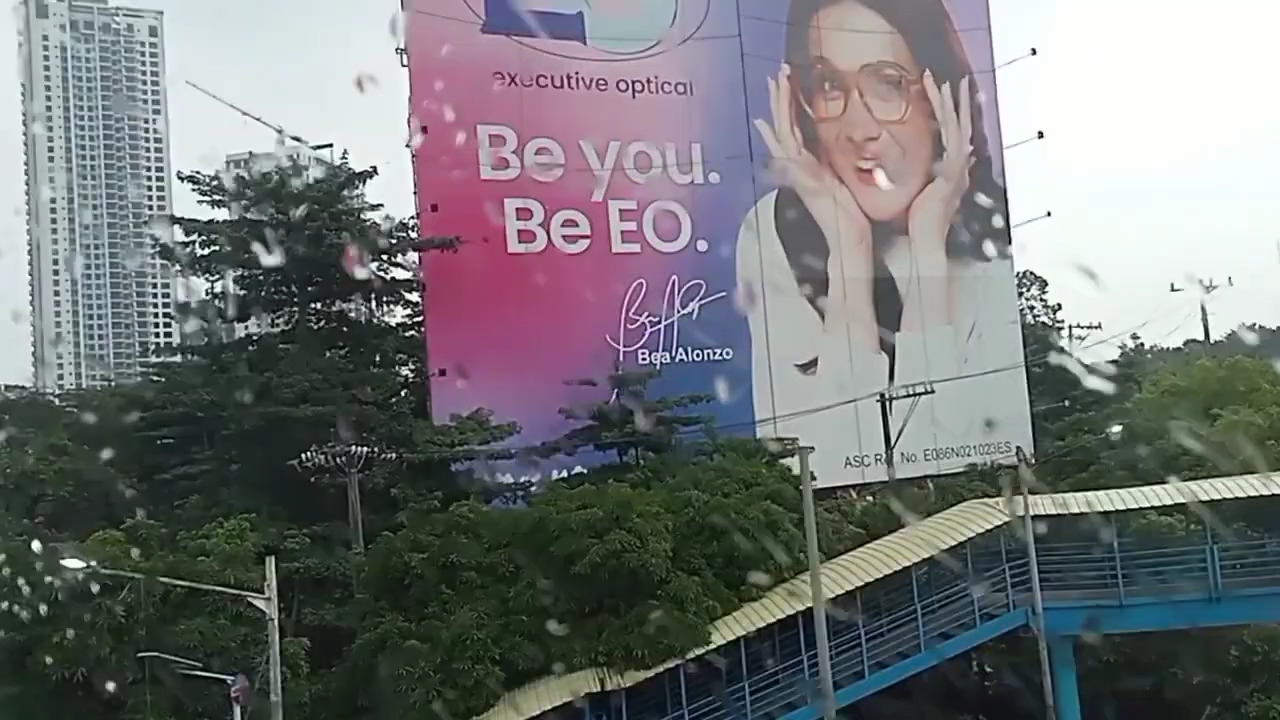 executive optical
Be you.
Be EO.
Bea Alonzo
ASC Ref. No. E086N021023ES